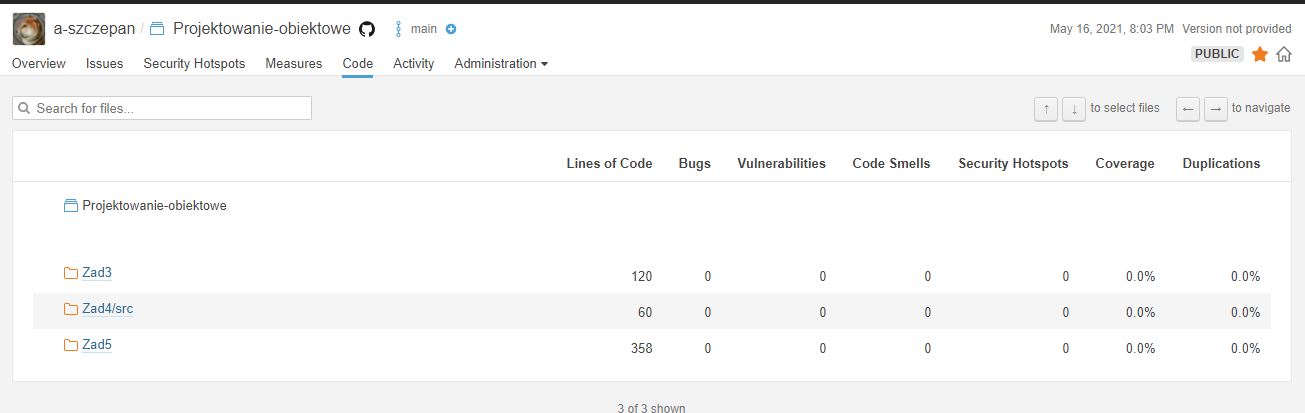 a-szczepan / Projektowanie-obiektowe main May 16, 2021, 8:03 PM Version not provided
PUBLIC
Overview Issues Security Hotspots Measures Code Activity Administration
Search for files... ↑ ↓ to select files ← → to navigate
Lines of Code Bugs Vulnerabilities Code Smells Security Hotspots Coverage Duplications
Projektowanie-obiektowe
Zad3 120 0 0 0 0 0.0% 0.0%
Zad4/src 60 0 0 0 0 0.0% 0.0%
Zad5 358 0 0 0 0 0.0% 0.0%
3 of 3 shown